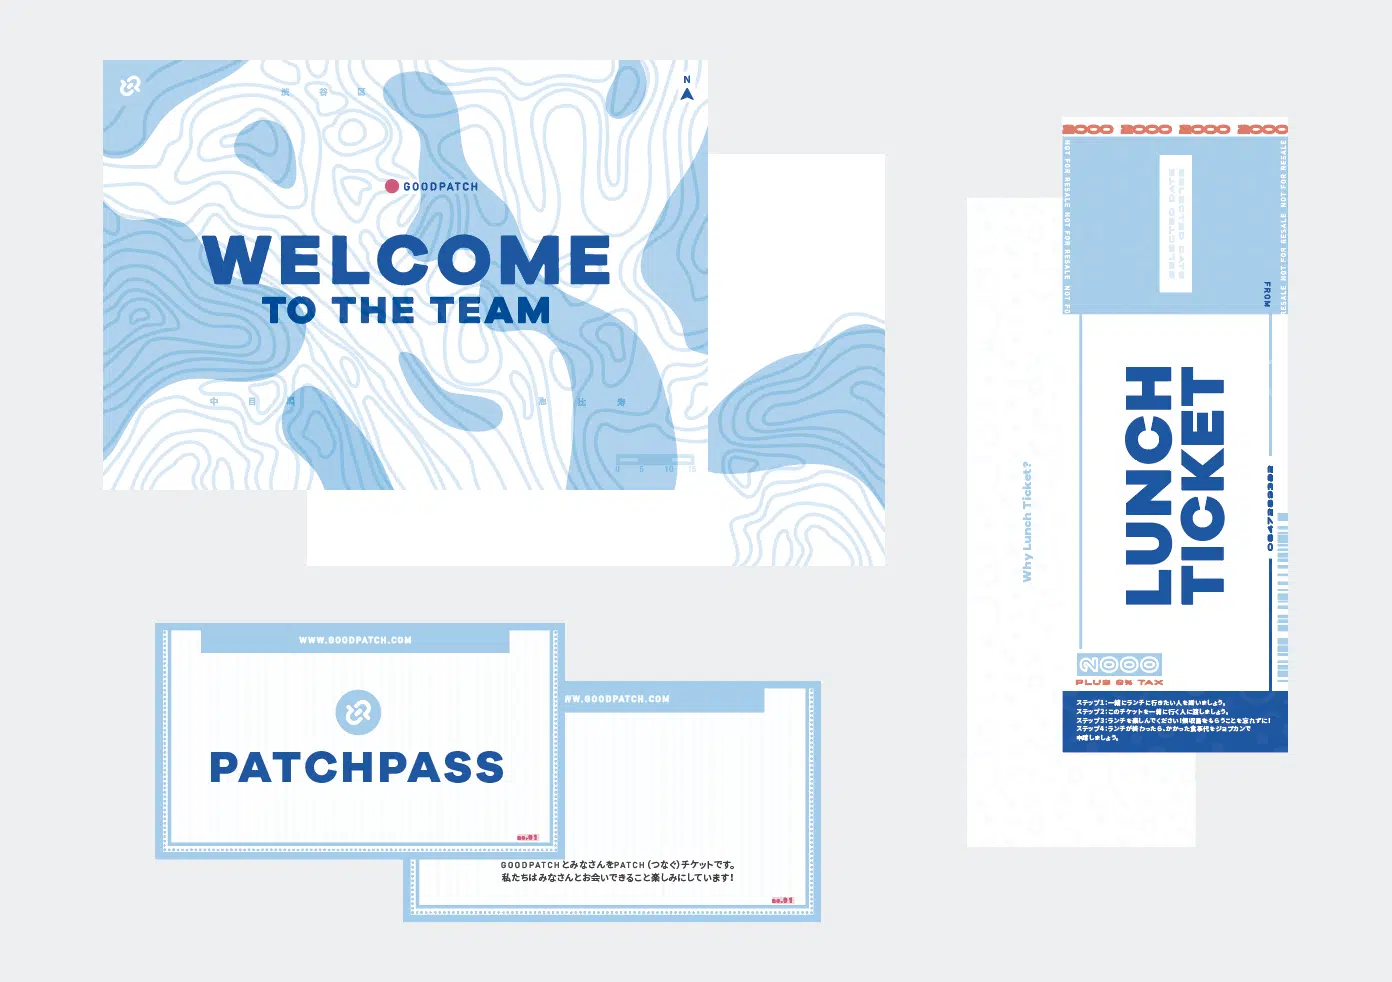 渋谷区
N
GOODPATCH
WELCOME
TO THE TEAM
中目黒
恵比寿
0 5 10 15
WWW.GOODPATCH.COM
PATCHPASS
no.01
WW.GOODPATCH.COM
GOODPATCHとみなさんをPATCH（つなぐ）チケットです。
私たちはみなさんとお会いできること楽しみにしています！
no.01
Why Lunch Ticket?
2000 2000 2000 2000
NOT FOR RESALE NOT FOR RESALE NOT FO
SELECTED DATE
SELECTED DAYS
RESALE NOT FOR RESALE NOT FOR RESALE
FROM
LUNCH
TICKET
2000
PLUS 8% TAX
ステップ1：一緒にランチに行きたい人を誘いましょう。
ステップ2：このチケットを一緒に行く人に渡しましょう。
ステップ3：ランチを楽しんでください！領収書をもらうことを忘れずに！
ステップ4：ランチが終わったら、かかった食事代をジョブカンで
申請しましょう。